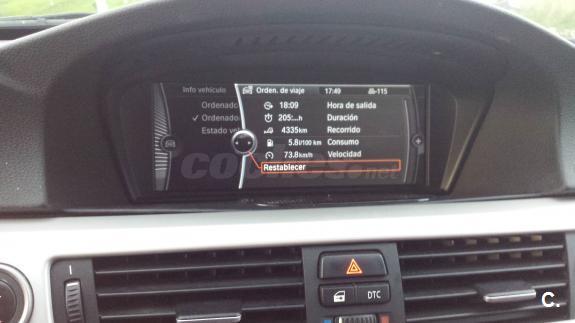 Info vehículo
Orden. de viaje
17:49
115
Ordenado
✓ Ordenado
Estado ve
18:09 Hora de salida
205:..h Duración
4335km Recorrido
5.8l/100 km Consumo
73.8km/h Velocidad
Restablecer
DTC
C.